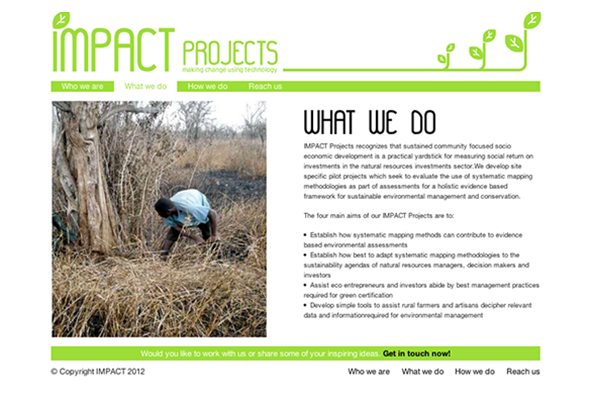 IMPACT PROJECTS
making change using technology
Who we are What we do How we do Reach us
WHAT WE DO
IMPACT Projects recognizes that sustained community focused socio
economic development is a practical yardstick for measuring social return on
investments in the natural resources investments sector.We develop site
specific pilot projects which seek to evaluate the use of systematic mapping
methodologies as part of assessments for a holistic evidence based
framework for sustainable environmental management and conservation.
The four main aims of our IMPACT Projects are to:
• Establish how systematic mapping methods can contribute to evidence
based environmental assessments
• Establish how best to adapt systematic mapping methodologies to the
sustainability agendas of natural resources managers, decision makers and
investors
• Assist eco entrepreneurs and investors abide by best management practices
required for green certification
• Develop simple tools to assist rural farmers and artisans decipher relevant
data and informationrequired for environmental management
Would you like to work with us or share some of your inspiring ideas Get in touch now!
© Copyright IMPACT 2012
Who we are What we do How we do Reach us